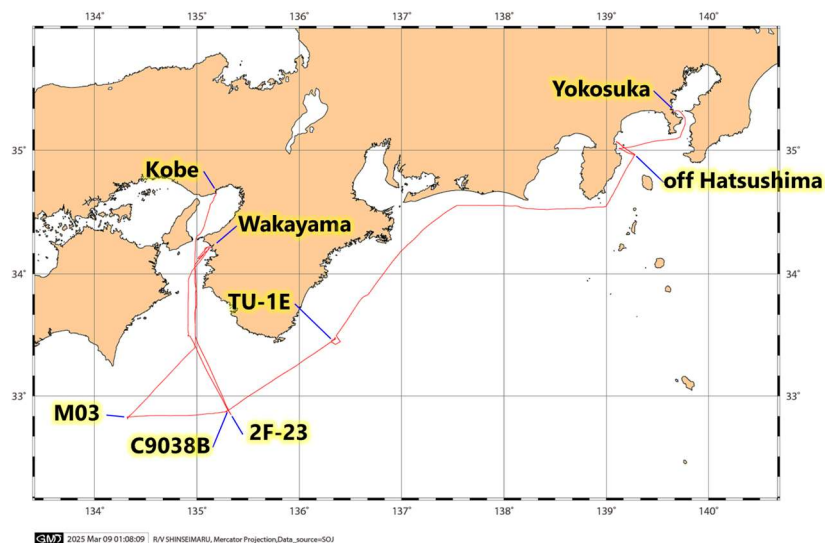 134° 135° 136° 137° 138° 139° 140°
Yokosuka
35° 35°
Kobe
off Hatsushima
Wakayama
34° 34°
TU-1E
33° 33°
M03
2F-23
C9038B
134° 135° 136° 137° 138° 139° 140°
GMD 2025 Mar 09 01:08:09 R/V SHINSEIMARU, Mercator Projection,Data_source=SOJ